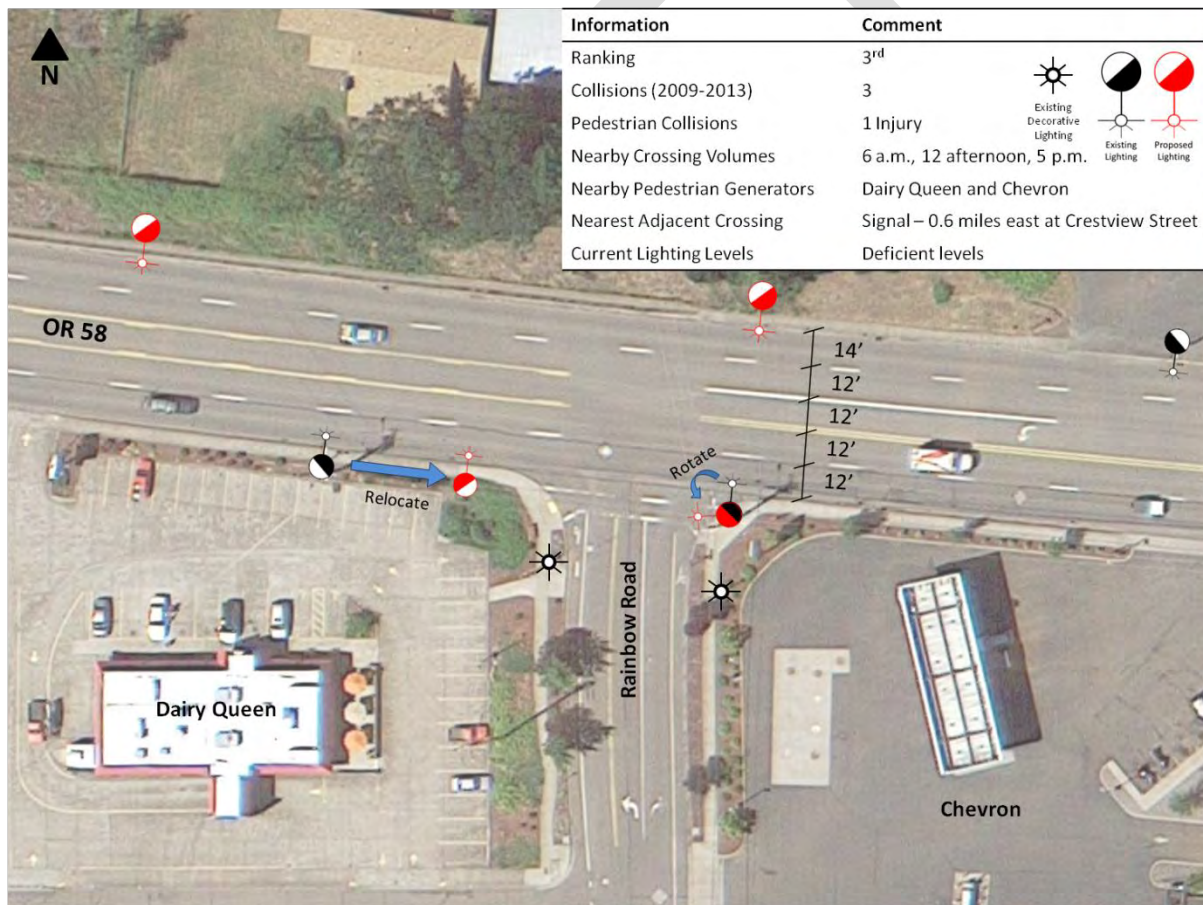 N
Information Comment
Ranking 3rd
Collisions (2009-2013) 3
Pedestrian Collisions 1 Injury
Nearby Crossing Volumes 6 a.m., 12 afternoon, 5 p.m.
Nearby Pedestrian Generators Dairy Queen and Chevron
Nearest Adjacent Crossing Signal – 0.6 miles east at Crestview Street
Current Lighting Levels Deficient levels
Existing
Decorative
Lighting
Existing
Lighting
Proposed
Lighting
OR 58
14'
12'
12'
12'
12'
Relocate
Rotate
Rainbow Road
Dairy Queen
Chevron